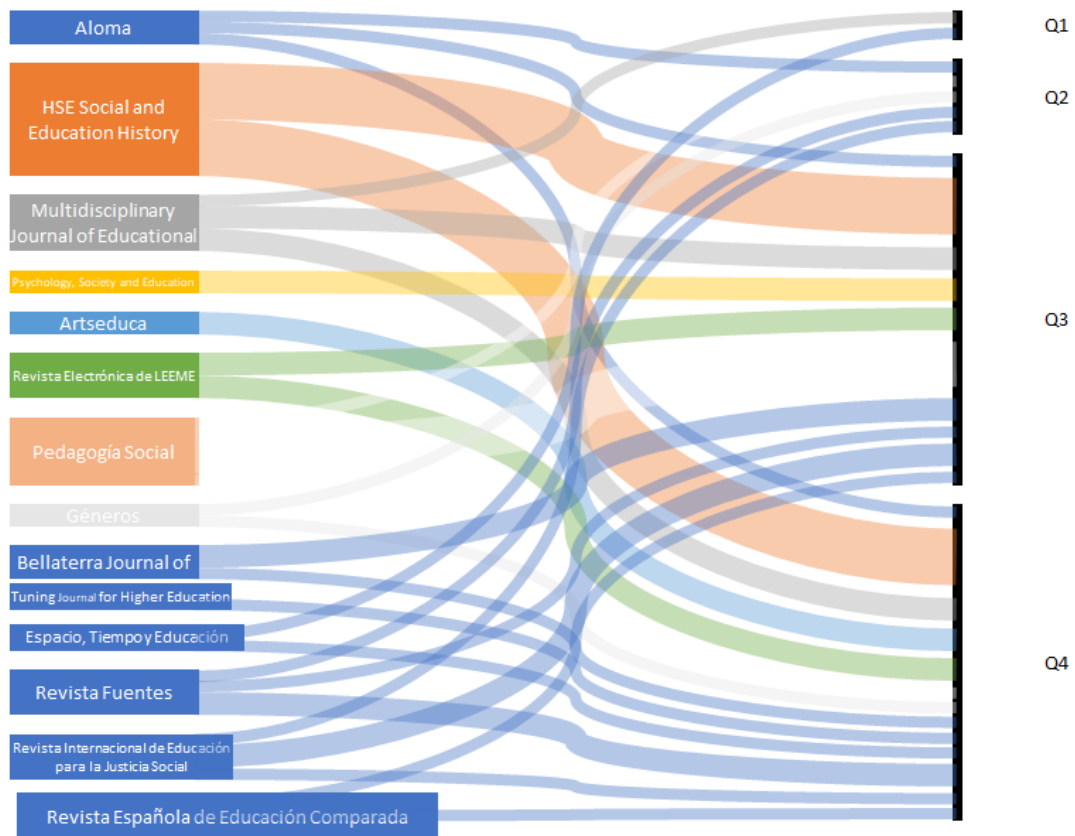 Aloma
HSE Social and
Education History
Multidisciplinary
Journal of Educational
Psychology, Society and Education
Artseduca
Revista Electrónica de LEEME
Pedagogía Social
Géneros
Bellaterra Journal of
Tuning Journal for Higher Education
Espacio, Tiempo y Educación
Revista Fuentes
Revista Internacional de Educación
para la Justicia Social
Revista Española de Educación Comparada
Q1
Q2
Q3
Q4